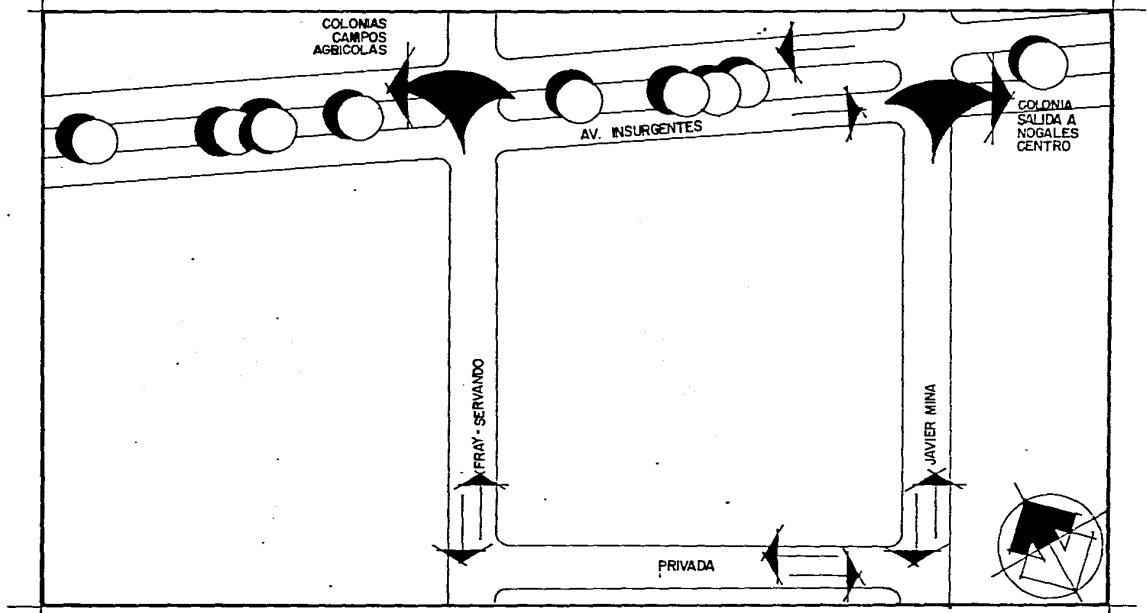 COLONIAS
CAMPOS
AGRICOLAS
AV. INSURGENTES
COLONIA
SALIDA A
NOGALES
CENTRO
FRAY-SERVANDO
JAVIER MINA
PRIVADA